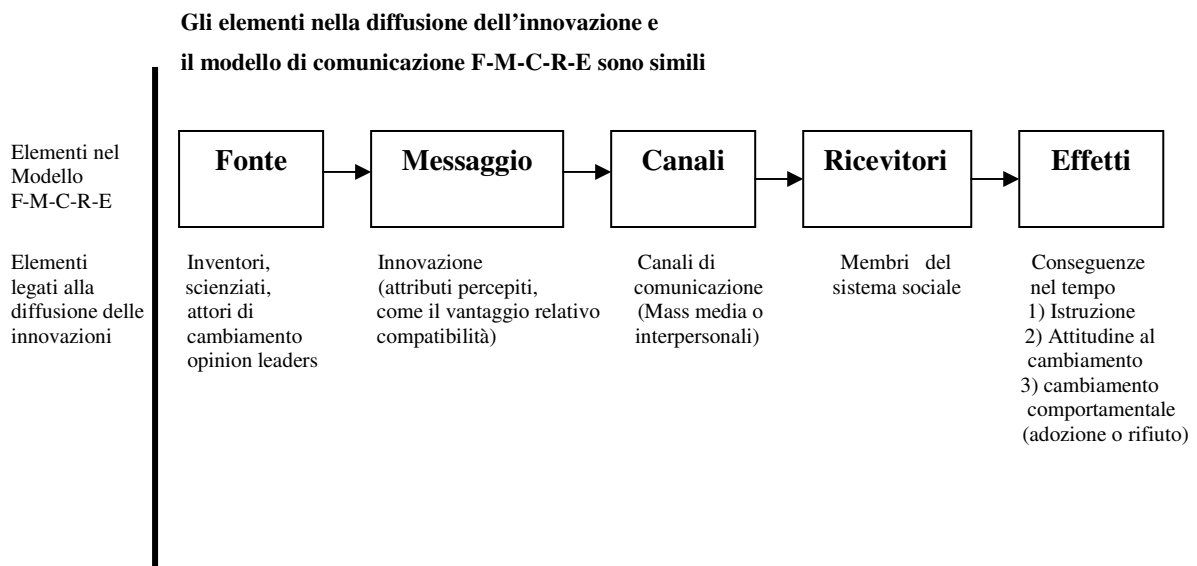 Gli elementi nella diffusione dell'innovazione e
il modello di comunicazione F-M-C-R-E sono simili
Elementi nel
Modello
F-M-C-R-E
Fonte
Messaggio
Canali
Ricevitori
Effetti
Elementi
legati alla
diffusione delle
innovazioni
Inventori,
scienziati,
attori di
cambiamento
opinion leaders
Innovazione
(attributi percepiti,
come il vantaggio relativo
compatibilità)
Canali di
comunicazione
(Mass media o
interpersonali)
Membri del
sistema sociale
Conseguenze
nel tempo
1) Istruzione
2) Attitudine al
cambiamento
3) cambiamento
comportamentale
(adozione o rifiuto)